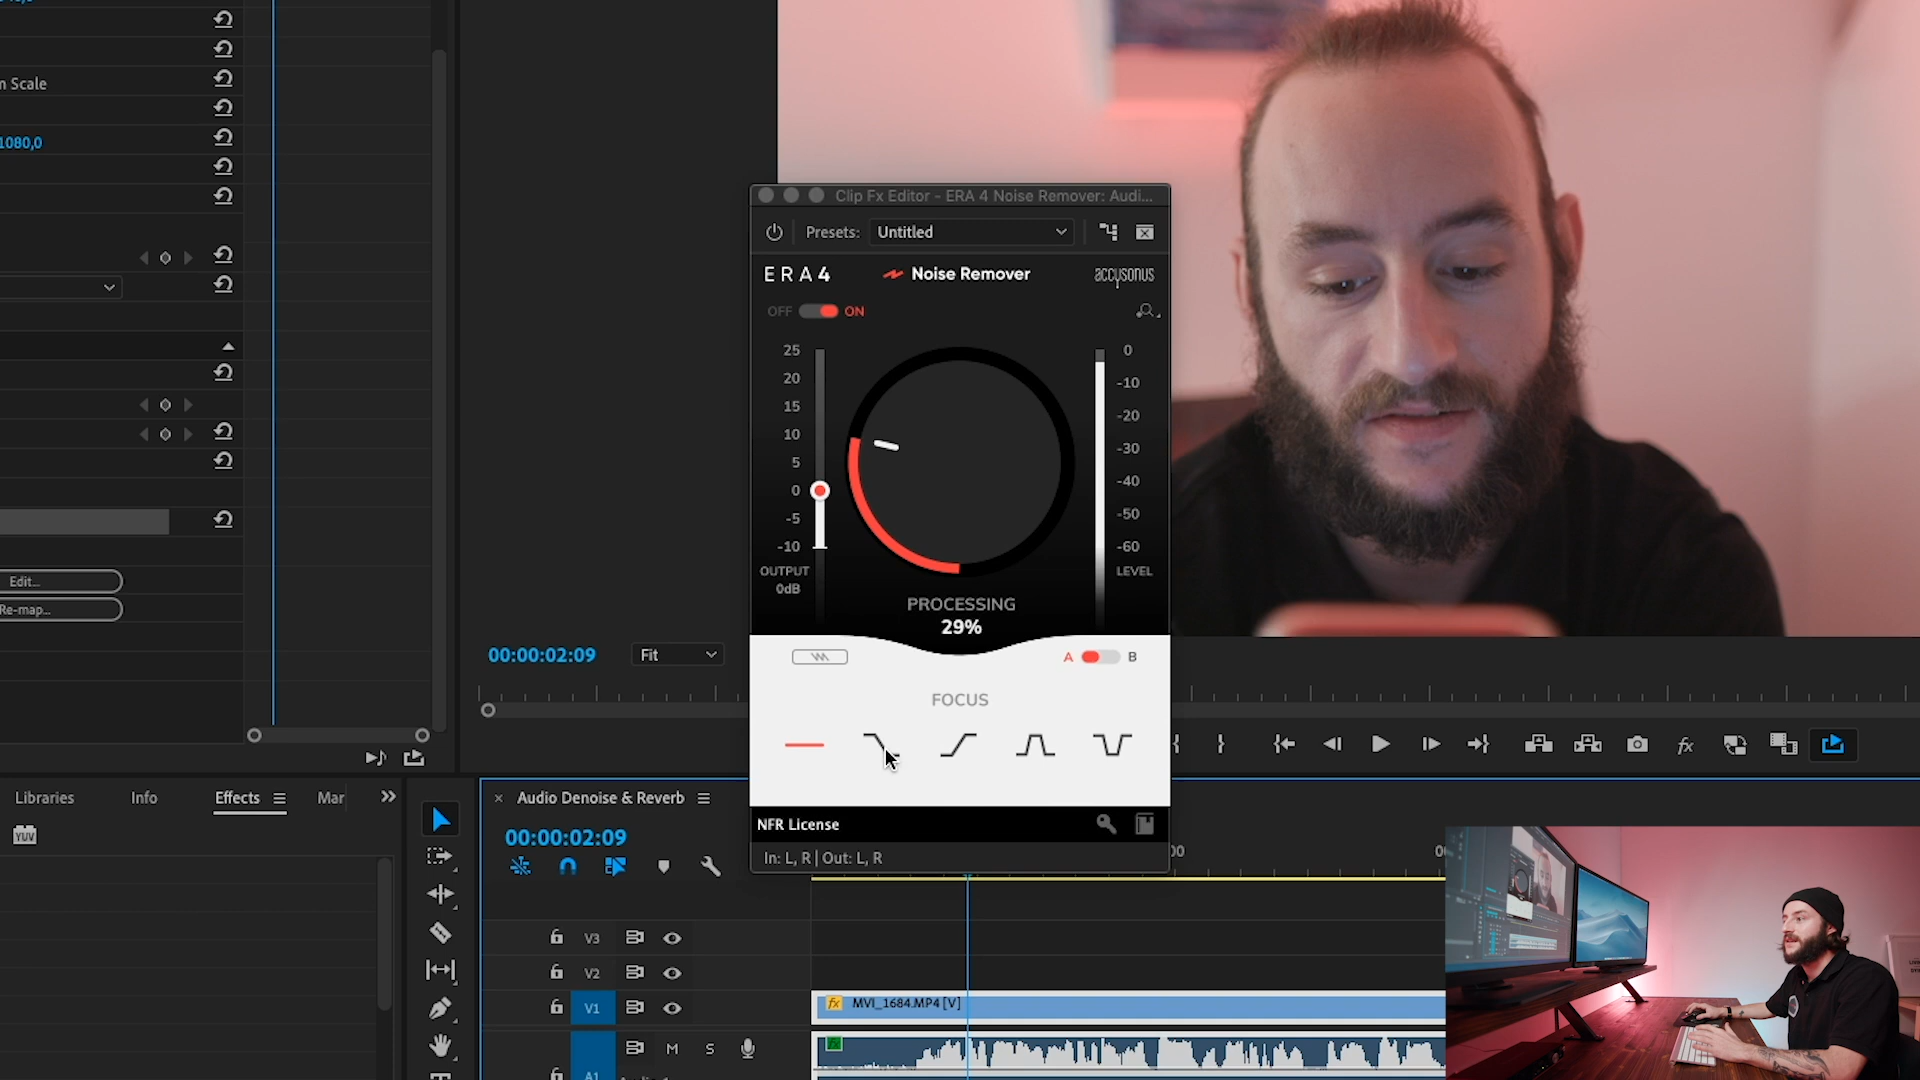 n Scale
1080,0
Edit...
Re-map...
Clip Fx Editor - ERA 4 Noise Remover: Audi...
Presets: Untitled
ERA4 Noise Remover accusonus
OFF ON
25
20
15
10
5
0
-5
-10
OUTPUT
0dB
0
-10
-20
-30
-40
-50
-60
LEVEL
PROCESSING
29%
A B
FOCUS
NFR License
In: L, R | Out: L, R
00:00:02:09 Fit
Libraries Info Effects Mar
YUV
Audio Denoise & Reverb
00:00:02:09
V3
V2
V1
fx MVI_1684.MP4 [V]
M S
A1